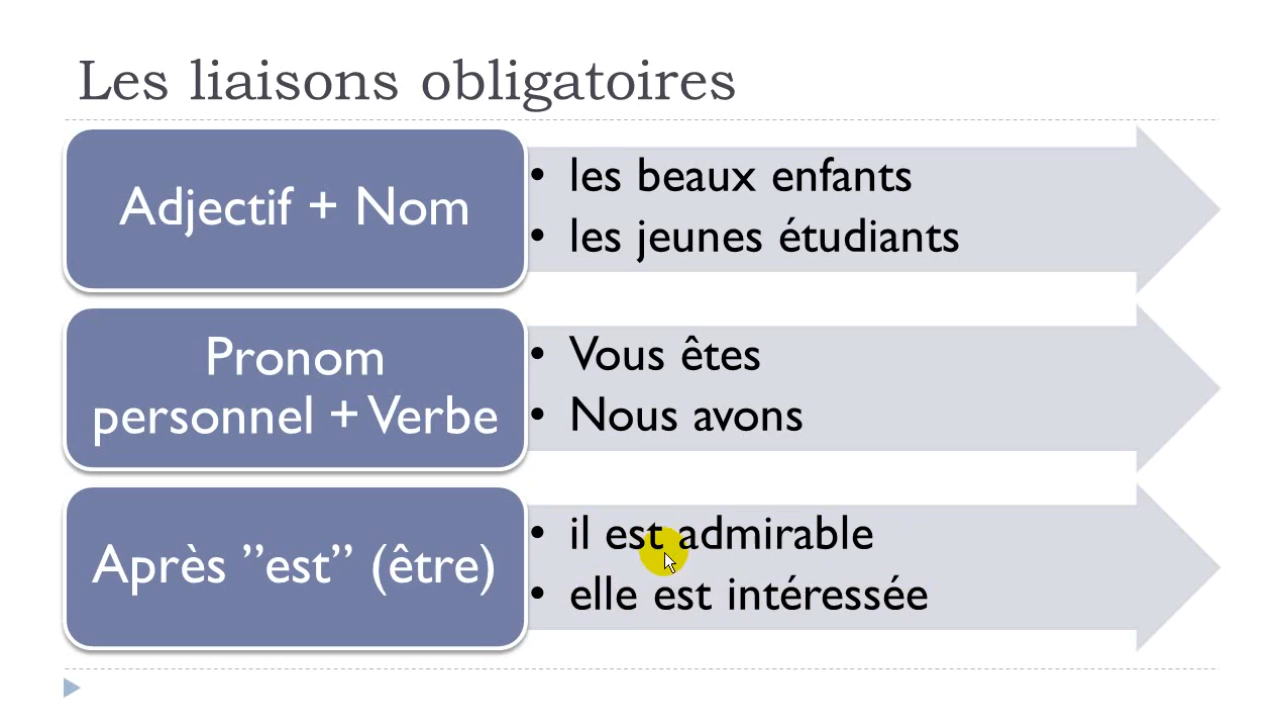 Les liaisons obligatoires
Adjectif + Nom
• les beaux enfants
• les jeunes étudiants
Pronom
personnel + Verbe
• Vous êtes
• Nous avons
Après ”est” (être)
• il est admirable
• elle est intéressée